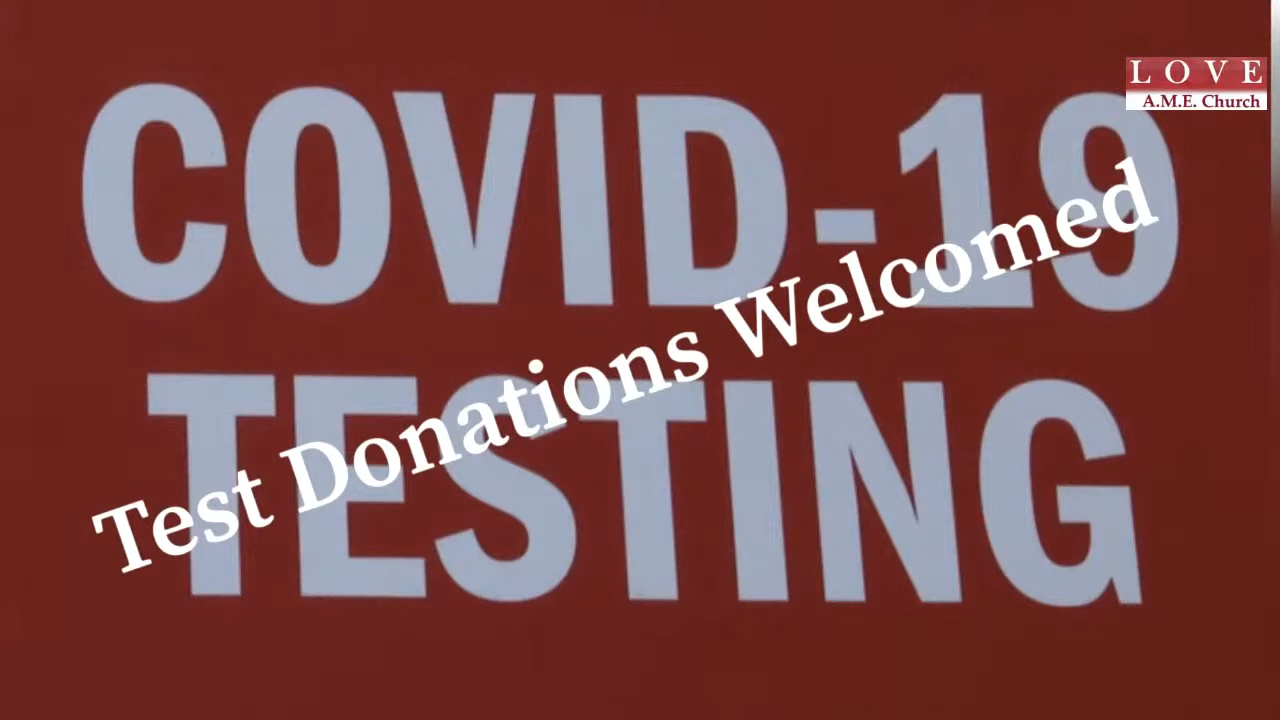 LOVE
A.M.E. Church
COVID-19
Test Donations Welcomed
TESTING